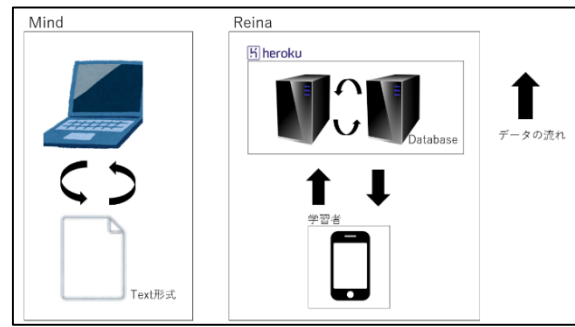 Mind
Text形式
Reina
heroku
Database
学習者
データの流れ